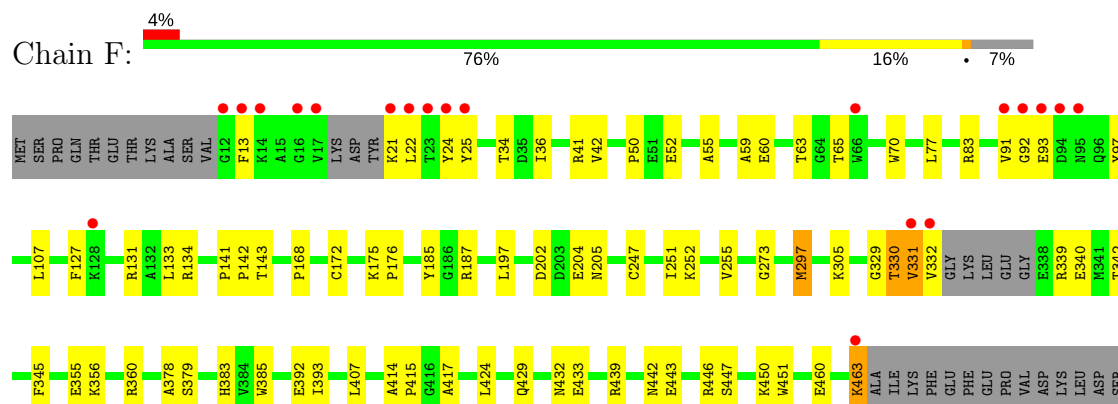 4%
Chain F:
76% 16% • 7%
MET SER PRO GLN THR GLU THR LYS ALA SER VAL G12 F13 K14 A15 G16 V17 LYS ASP TYR K21 L22 T23 Y24 Y25 T34 D35 I36 R41 V42 P50 E51 E52 A55 A59 E60 T63 G64 T65 W66 W70 L77 R83 V91 G92 E93 D94 N95 Q96
L107 F127 K128 R131 A132 L133 R134 P141 P142 T143 P168 C172 K175 P176 Y185 G186 R187 L197 D202 D203 E204 N205 C247 I251 K252 V255 G273 M297 K305 G329 T330 V331 V332 GLY LYS LEU GLU GLY E338 R339 E340 M341 T342
F345 E355 K356 R360 A378 S379 H383 V384 W385 E392 I393 L407 A414 P415 G416 A417 L424 Q429 N432 E433 R439 N442 E443 R446 S447 K450 W451 E460 K463 ALA ILE LYS PHE GLU PHE GLU PRO VAL ASP LYS LEU ASP SER